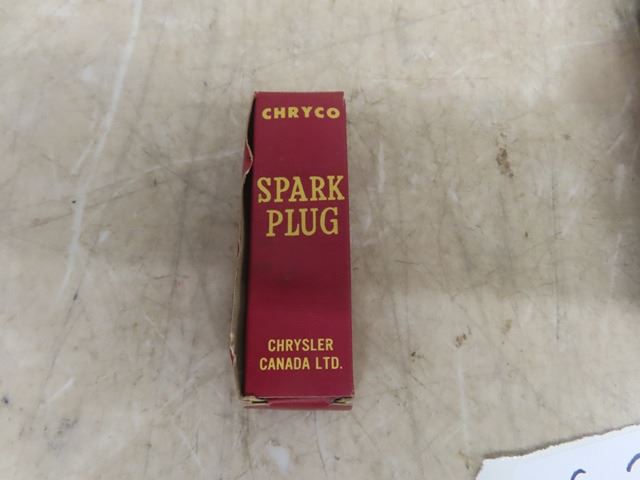 CHRYCO
SPARK
PLUG
CHRYSLER
CANADA LTD.